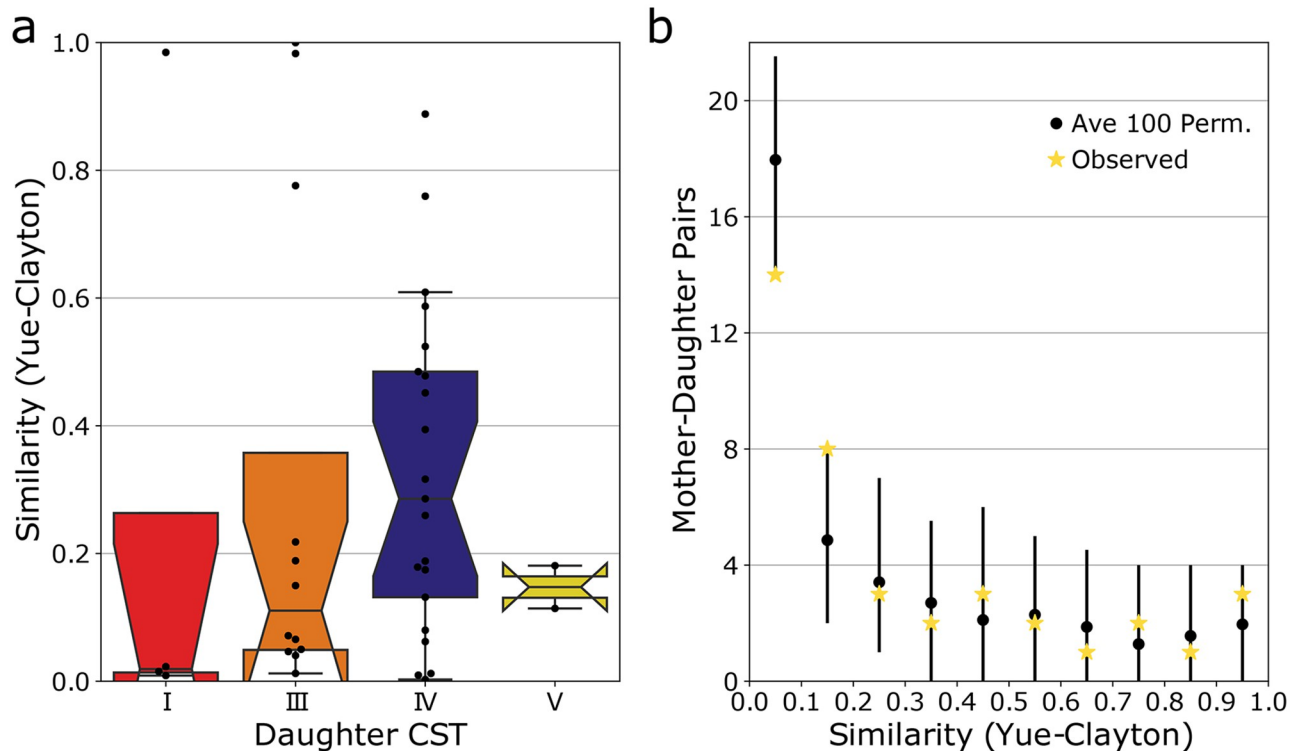 a
Similarity (Yue-Clayton)
1.0
0.8
0.6
0.4
0.2
0.0
I III IV V
Daughter CST
b
Mother-Daughter Pairs
20
16
12
8
4
0
Ave 100 Perm.
Observed
0.0 0.1 0.2 0.3 0.4 0.5 0.6 0.7 0.8 0.9 1.0
Similarity (Yue-Clayton)